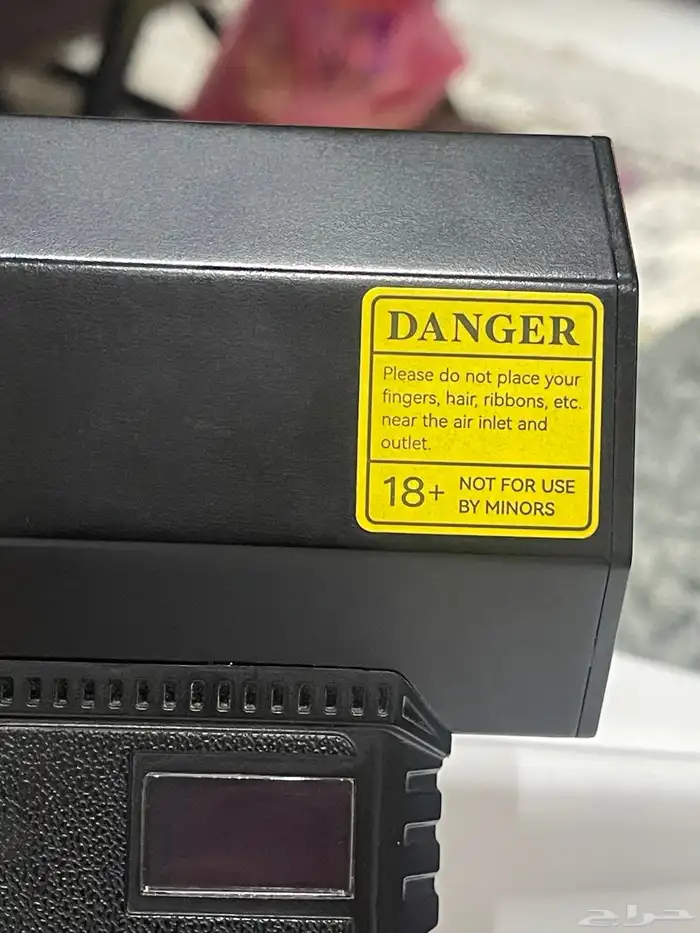 DANGER
Please do not place your
fingers, hair, ribbons, etc.
near the air inlet and
outlet.
18+ NOT FOR USE
BY MINORS
حراج